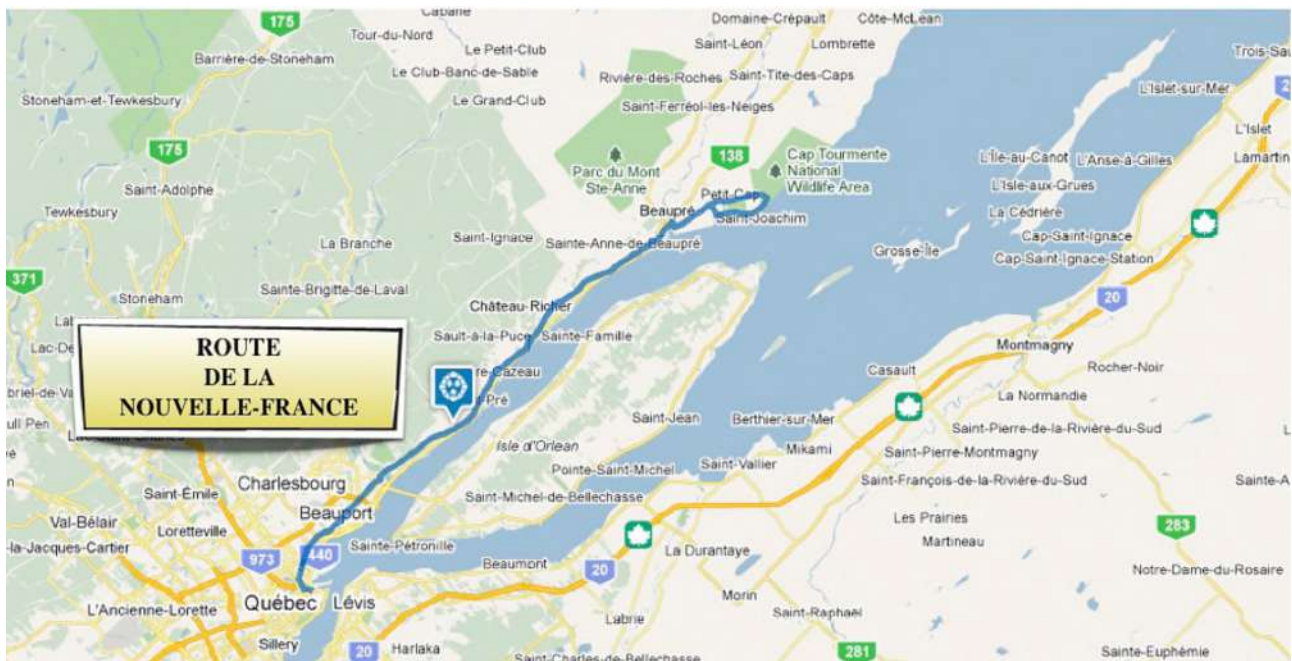 175
Cabane
Domaine-Crépault
Côte-McLean
Tour-du-Nord
Saint-Léon
Lombrette
Trois-Sau
Barrière-de-Stoneham
Le Petit-Club
Le Club-Banc-de-Sable
Rivière-des-Roches
Saint-Tite-des-Caps
Stoneham-et-Tewkesbury
Le Grand-Club
Saint-Ferréol-les-Neiges
L'Islet-sur-Mer
L'Islet
175
138
Cap Tourmente
National
Wildlife Area
L'Île-au-Canot
L'Anse-à-Gilles
Lamartin
Parc du Mont
Ste-Anne
Saint-Adolphe
Petit-Cap
L'Isle-aux-Grues
Tewkesbury
Beaupré
Saint-Joachim
La Cédrière
La Branche
Saint-Ignace
Sainte-Anne-de-Beaupré
Grosse-Île
Cap-Saint-Ignace
Cap-Saint-Ignace-Station
371
Stoneham
Sainte-Brigitte-de-Laval
20
Château-Richer
Sault-à-la-Puce
Sainte-Famille
Montmagny
ROUTE
DE LA
NOUVELLE-FRANCE
re-Cazeau
-Pré
Casault
Rocher-Noir
La Normandie
Saint-Jean
Berthier-sur-Mer
Isle d'Orlean
Mikami
Saint-Pierre-de-la-Rivière-du-Sud
Saint-Pierre-Montmagny
Pointe-Saint-Michel
Saint-Vallier
Saint-François-de-la-Rivière-du-Sud
Sainte-A
Saint-Émile
Charlesbourg
Saint-Michel-de-Bellechasse
Beauport
Val-Bélair
Loretteville
Les Prairies
Martineau
283
-la-Jacques-Cartier
973
440
Sainte-Pétronille
La Durantaye
Beaumont
20
Notre-Dame-du-Rosaire
L'Ancienne-Lorette
Québec
Lévis
Morin
Saint-Raphaël
Labrie
Sillery
20
Harlaka
Saint-Charles-de-Bellechasse
281
Sainte-Euphémie